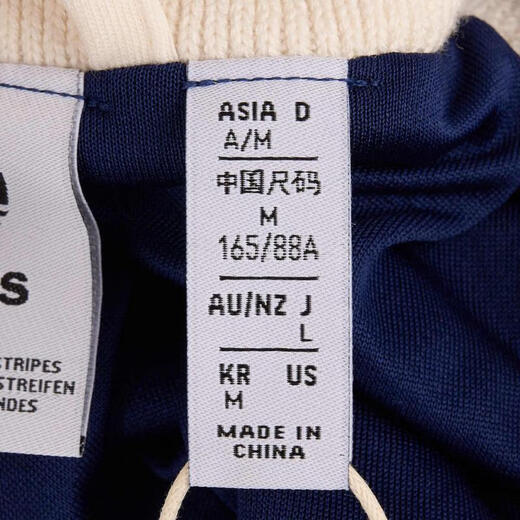 e
s
STRIPES
STREIFEN
NDES
ASIA D
A/M
中国尺码
M
165/88A
AU/NZ J
L
KR US
M
MADE IN
CHINA